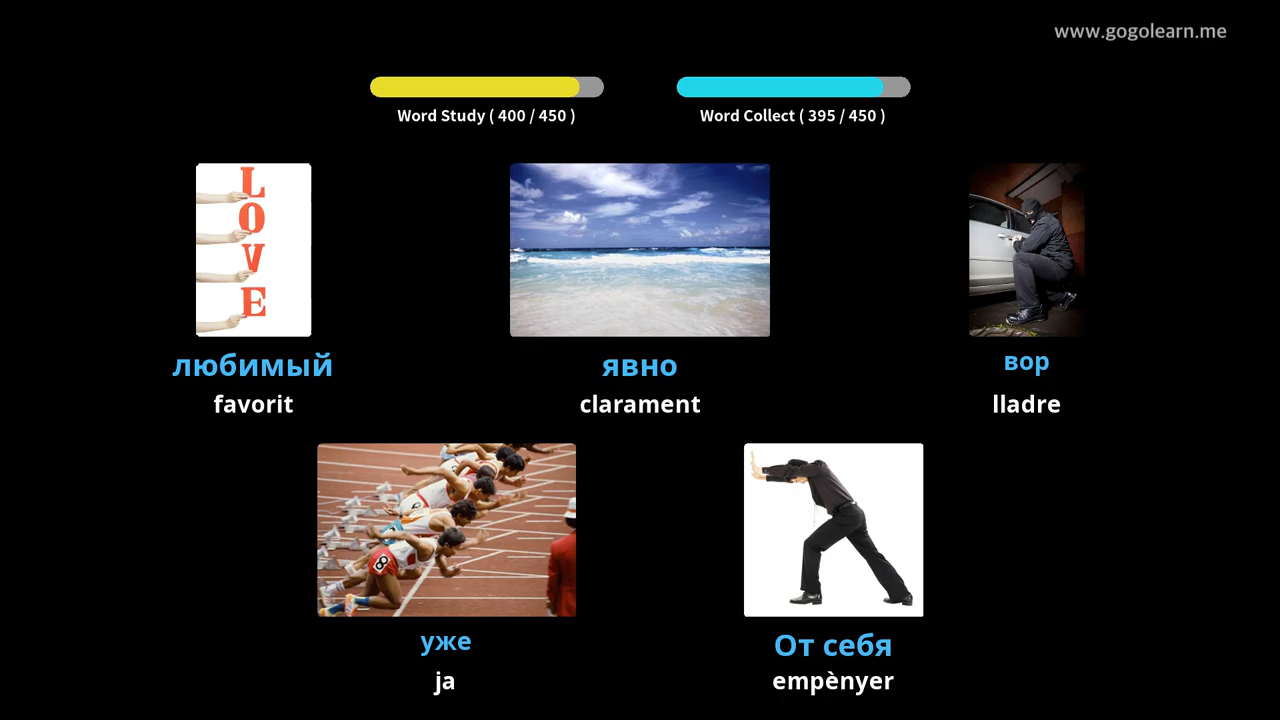 www.gogolearn.me
Word Study ( 400 / 450 )
Word Collect ( 395 / 450 )
L
O
V
E
любимый
favorit
явно
clarament
вор
lladre
8
уже
ja
От себя
empènyer